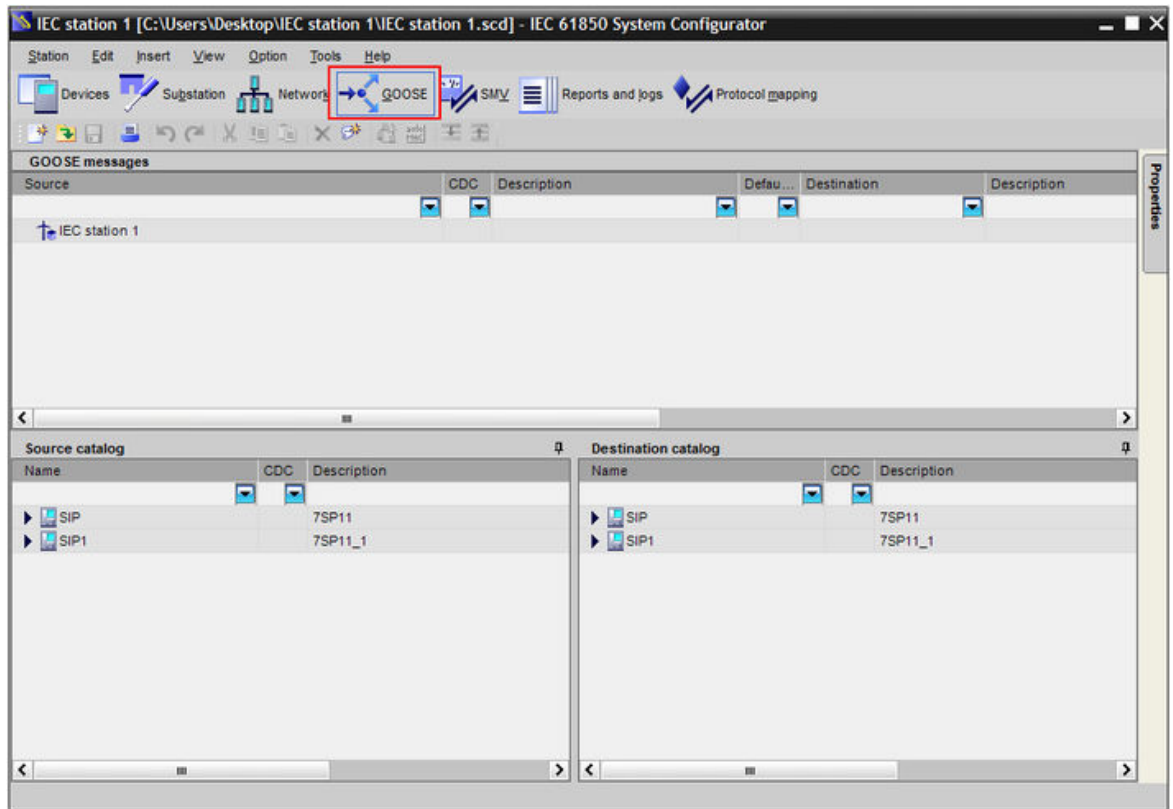 IEC station 1 [C:\Users\Desktop\IEC station 1\IEC station 1.scd] - IEC 61850 System Configurator
Station Edit Insert View Option Tools Help
Devices Substation Network GOOSE SMV Reports and logs Protocol mapping
GOOSE messages
Source CDC Description Defau... Destination Description
IEC station 1
Properties
Source catalog
Name CDC Description
SIP 7SP11
SIP1 7SP11_1
Destination catalog
Name CDC Description
SIP 7SP11
SIP1 7SP11_1